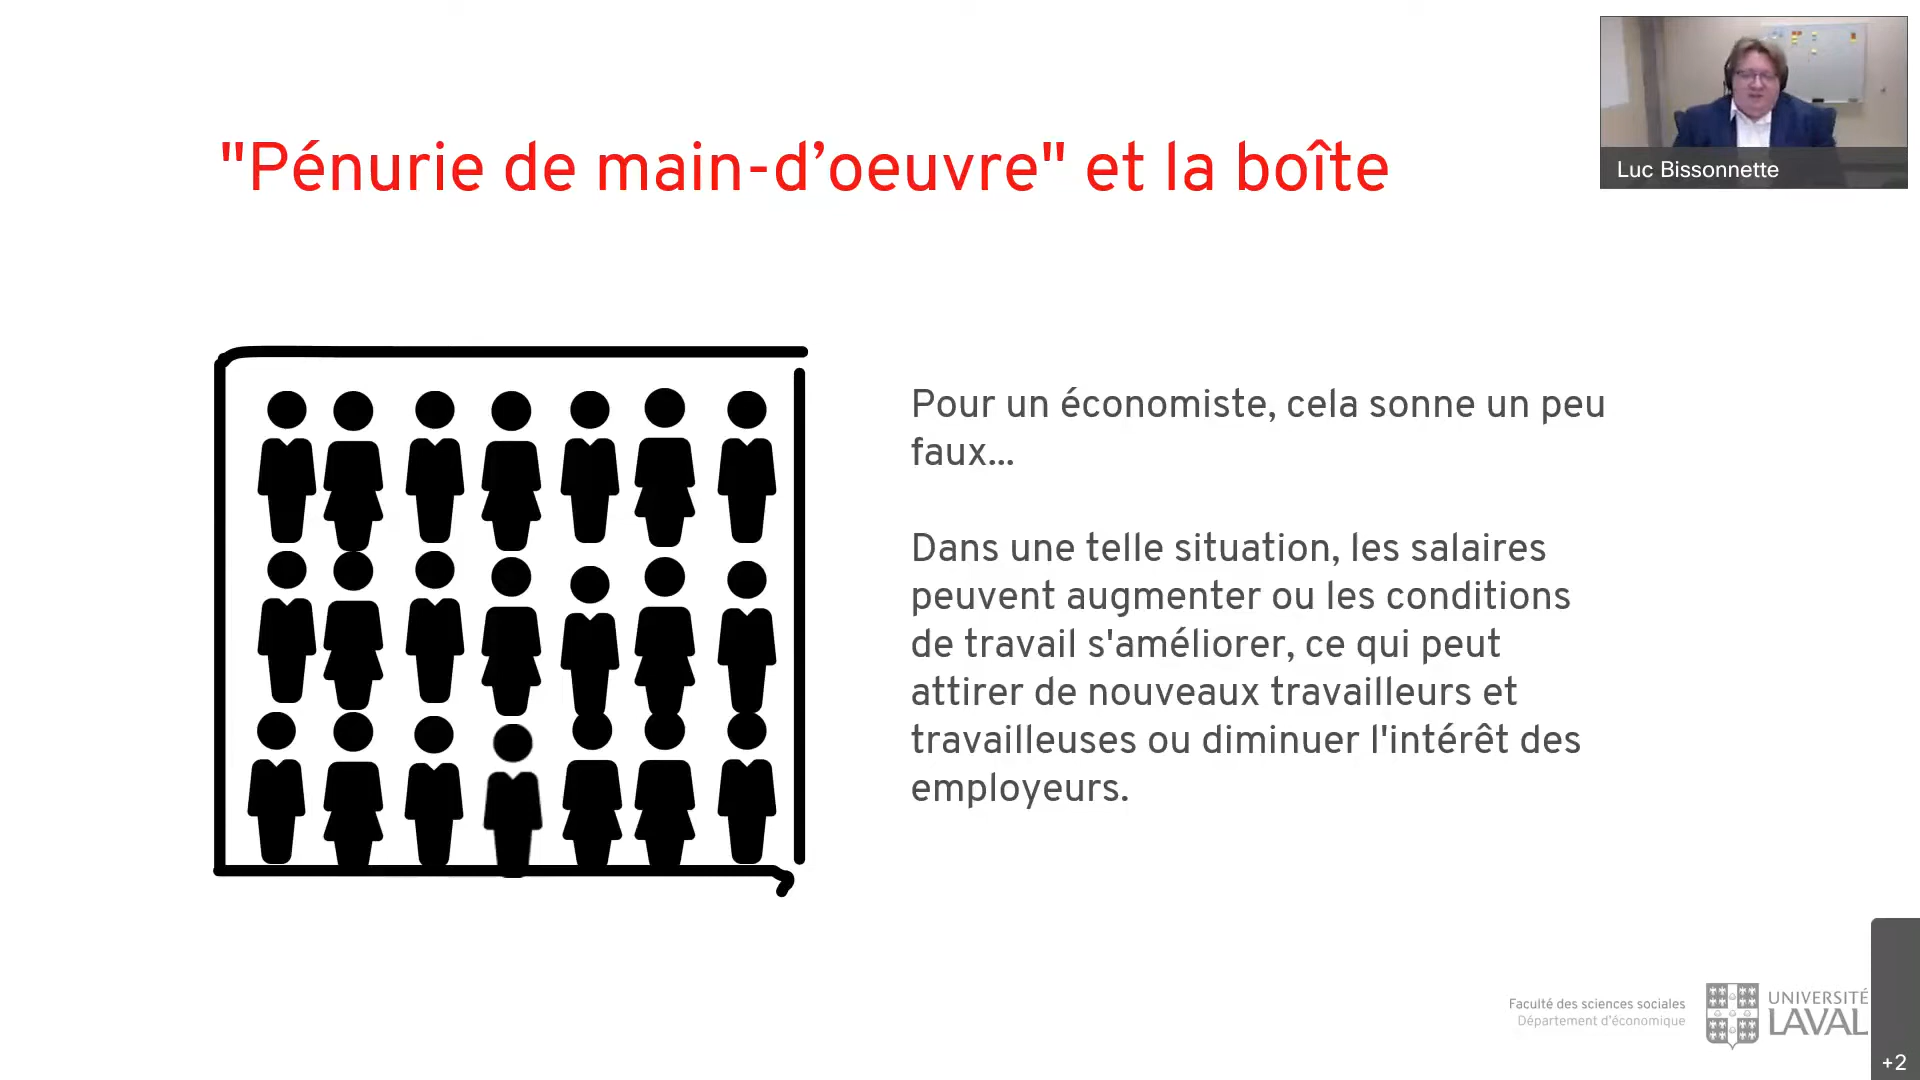 "Pénurie de main-d’oeuvre" et la boîte
Luc Bissonnette
Pour un économiste, cela sonne un peu
faux...
Dans une telle situation, les salaires
peuvent augmenter ou les conditions
de travail s'améliorer, ce qui peut
attirer de nouveaux travailleurs et
travailleuses ou diminuer l'intérêt des
employeurs.
Faculté des sciences sociales
Département d’économique
UNIVERSITÉ
LAVAL
+2